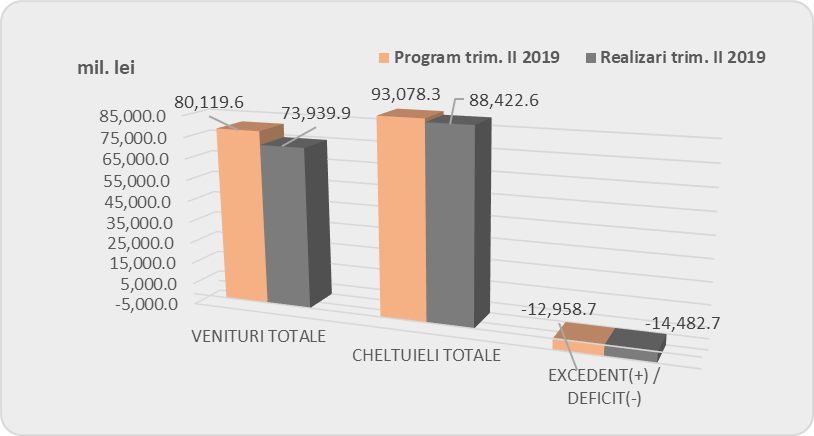 Program trim. II 2019 Realizari trim. II 2019
mil. lei
80,119.6
73,939.9
93,078.3
88,422.6
85,000.0
75,000.0
65,000.0
55,000.0
45,000.0
35,000.0
25,000.0
15,000.0
5,000.0
-5,000.0
-12,958.7
-14,482.7
VENITURI TOTALE
CHELTUIELI TOTALE
EXCEDENT(+) /
DEFICIT(-)